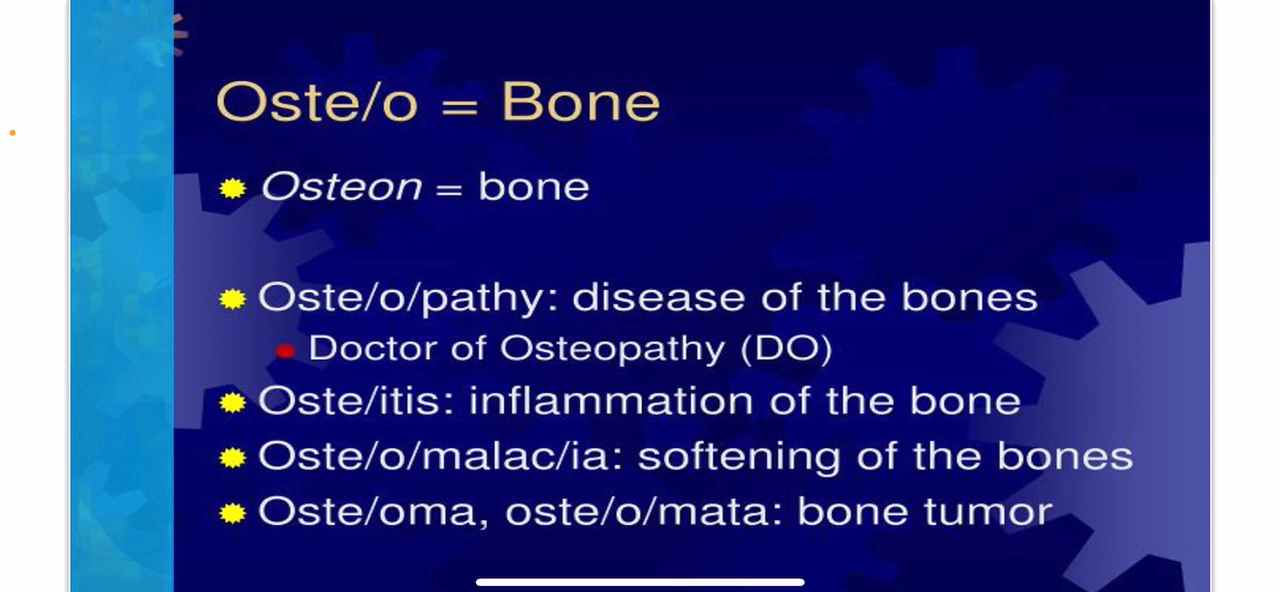 Oste/o = Bone
Osteon = bone
Oste/o/pathy: disease of the bones
Doctor of Osteopathy (DO)
Oste/itis: inflammation of the bone
Oste/o/malac/ia: softening of the bones
Oste/oma, oste/o/mata: bone tumor